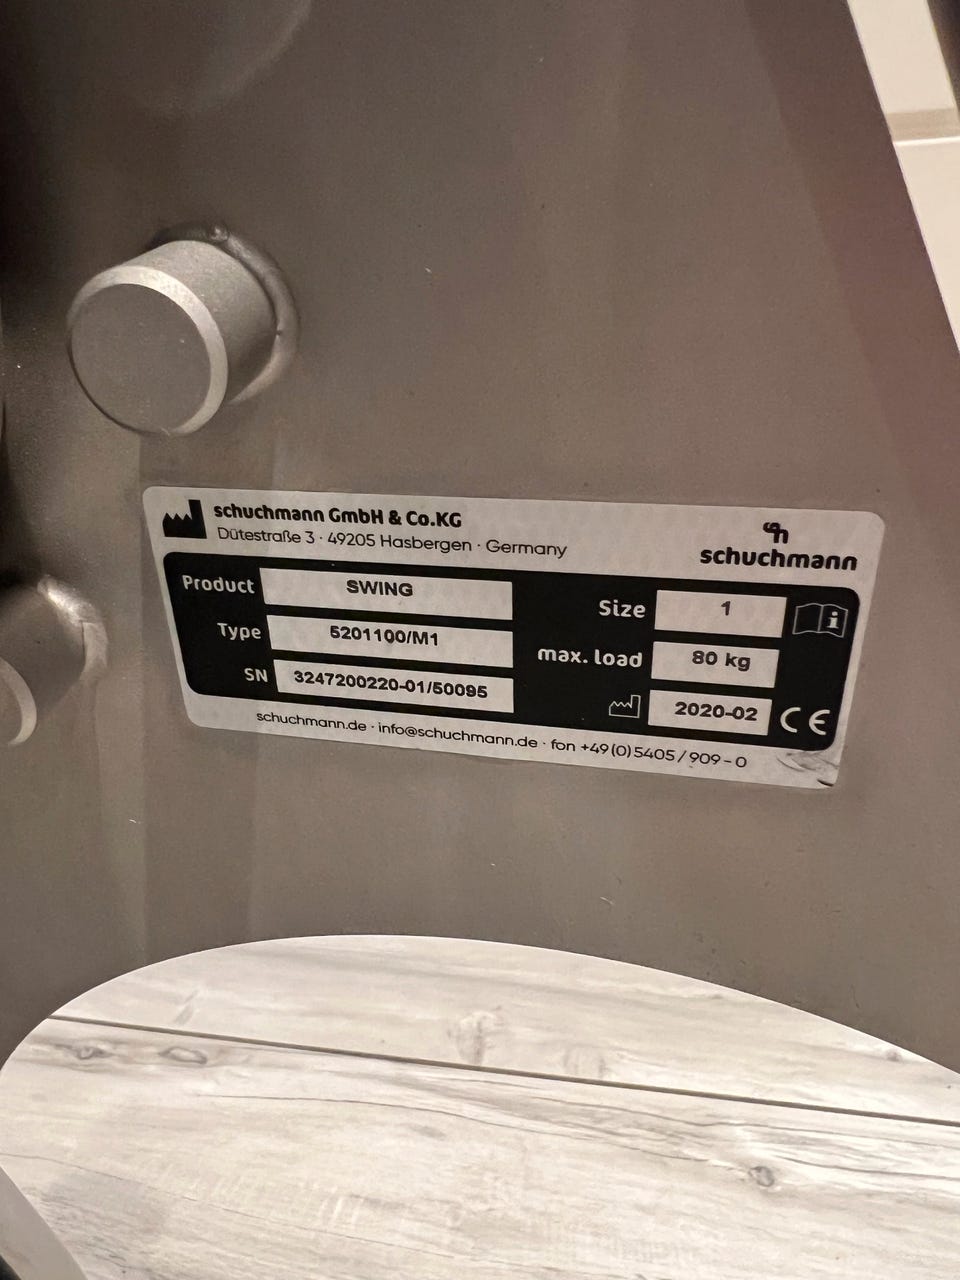 schuchmann GmbH & Co.KG
Dütestraße 3 · 49205 Hasbergen · Germany
schuchmann
Product SWING
Type 5201100/M1
SN 3247200220-01/50095
Size 1
max. load 80 kg
2020-02 CE
schuchmann.de · info@schuchmann.de · fon +49(0)5405/909-0